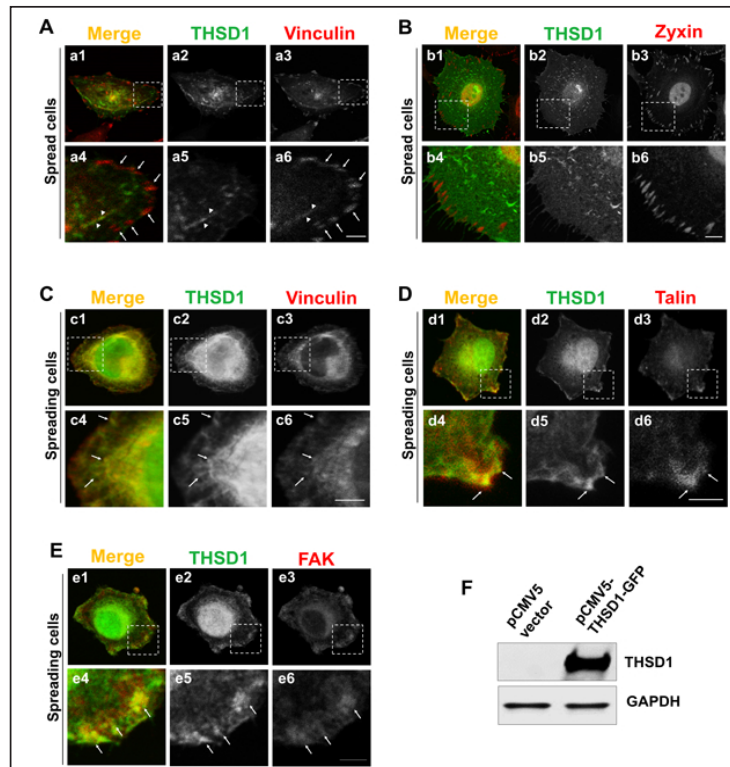 A
Merge THSD1 Vinculin
Spread cells
a1 a2 a3
a4 a5 a6
B
Merge THSD1 Zyxin
Spread cells
b1 b2 b3
b4 b5 b6
C
Merge THSD1 Vinculin
Spreading cells
c1 c2 c3
c4 c5 c6
D
Merge THSD1 Talin
Spreading cells
d1 d2 d3
d4 d5 d6
E
Merge THSD1 FAK
Spreading cells
e1 e2 e3
e4 e5 e6
F
pCMV5
vector
pCMV5-
THSD1-GFP
THSD1
GAPDH